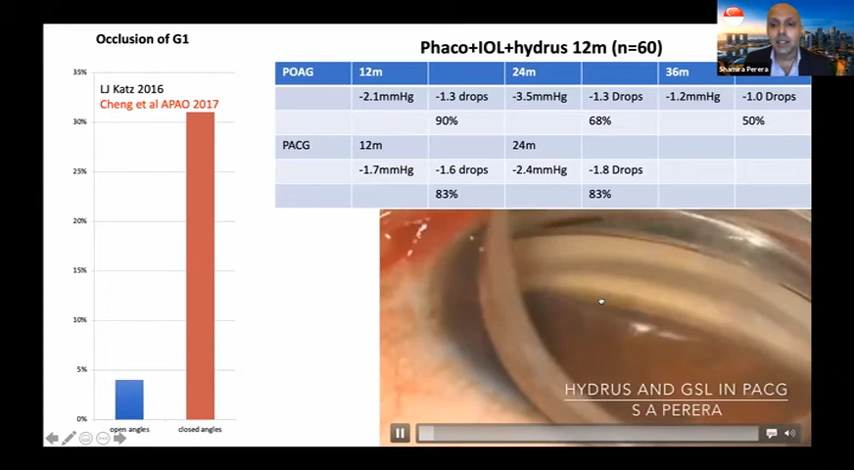 Occlusion of G1
35%
30%
25%
20%
15%
10%
5%
0%
LJ Katz 2016
Cheng et al APAO 2017
open angles
closed angles
Phaco+IOL+hydrus 12m (n=60)
POAG 12m 24m 36m
-2.1mmHg -1.3 drops -3.5mmHg -1.3 Drops -1.2mmHg -1.0 Drops
90% 68% 50%
PACG 12m 24m
-1.7mmHg -1.6 drops -2.4mmHg -1.8 Drops
83% 83%
Shamira Perera
HYDRUS AND GSL IN PACG
S A PERERA